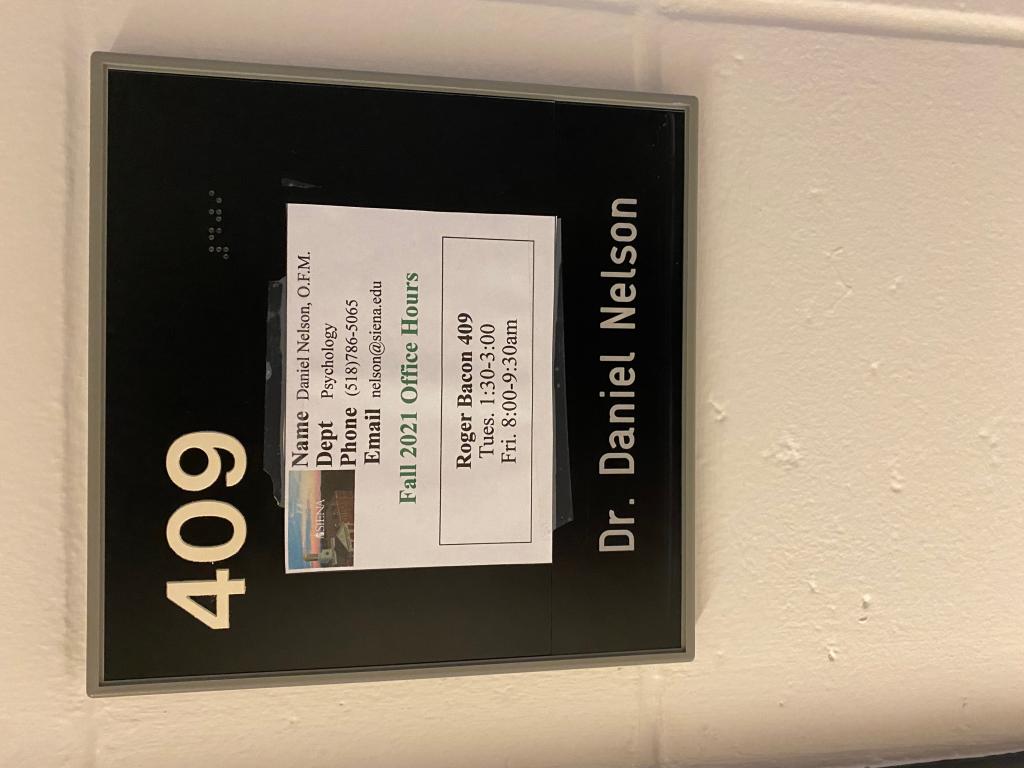 409
SIENA
Name Daniel Nelson, O.F.M.
Dept Psychology
Phone (518)786-5065
Email nelson@siena.edu
Fall 2021 Office Hours
Roger Bacon 409
Tues. 1:30-3:00
Fri. 8:00-9:30am
Dr. Daniel Nelson